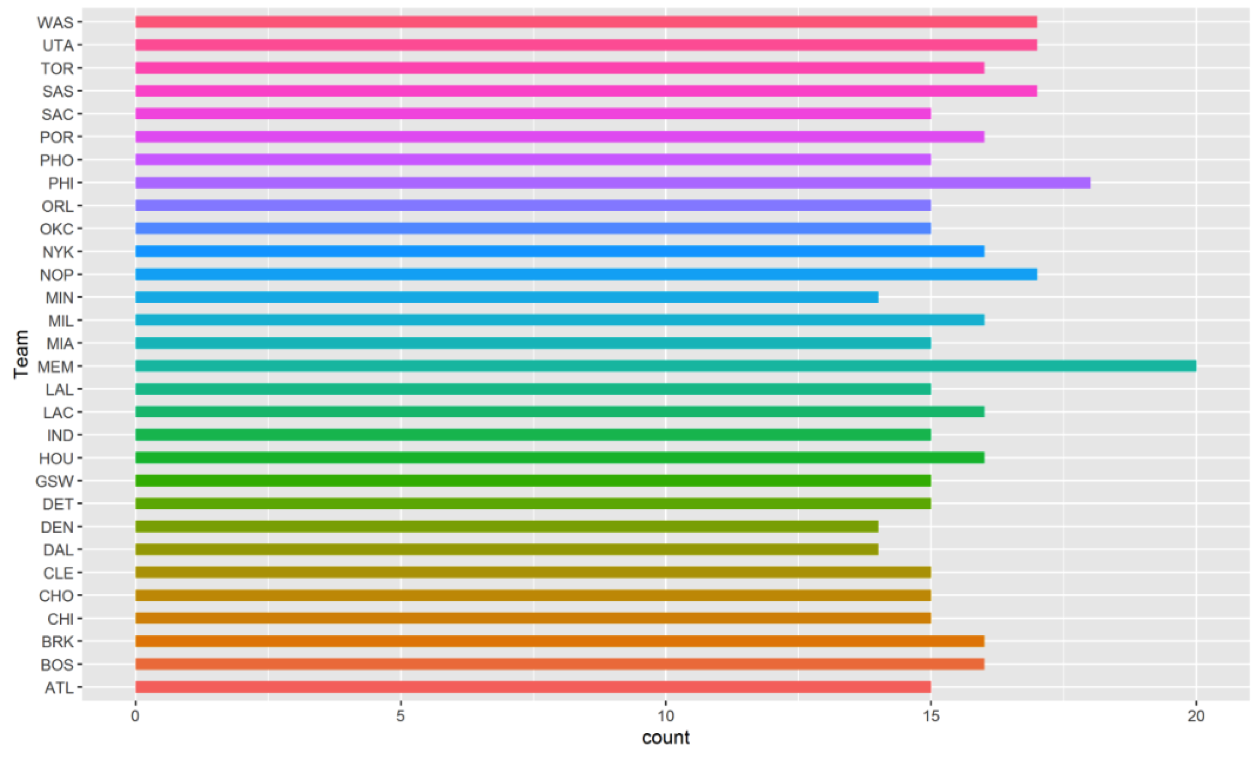 WAS
UTA
TOR
SAS
SAC
POR
PHO
PHI
ORL
OKC
NYK
NOP
MIN
MIL
MIA
MEM
LAL
LAC
IND
HOU
GSW
DET
DEN
DAL
CLE
CHO
CHI
BRK
BOS
ATL
Team
0 5 10 15 20
count